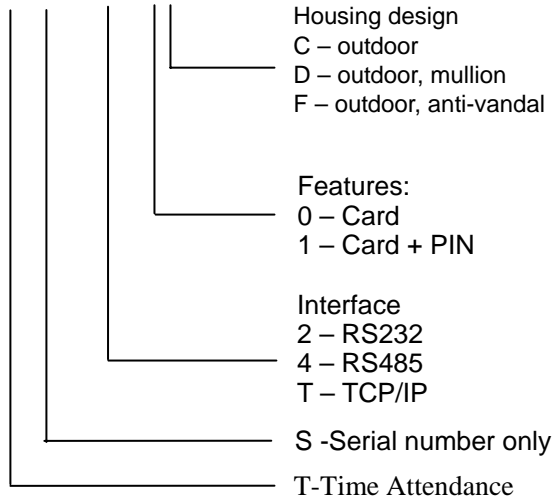 Housing design
C – outdoor
D – outdoor, mullion
F – outdoor, anti-vandal
Features:
0 – Card
1 – Card + PIN
Interface
2 – RS232
4 – RS485
T – TCP/IP
S -Serial number only
T-Time Attendance